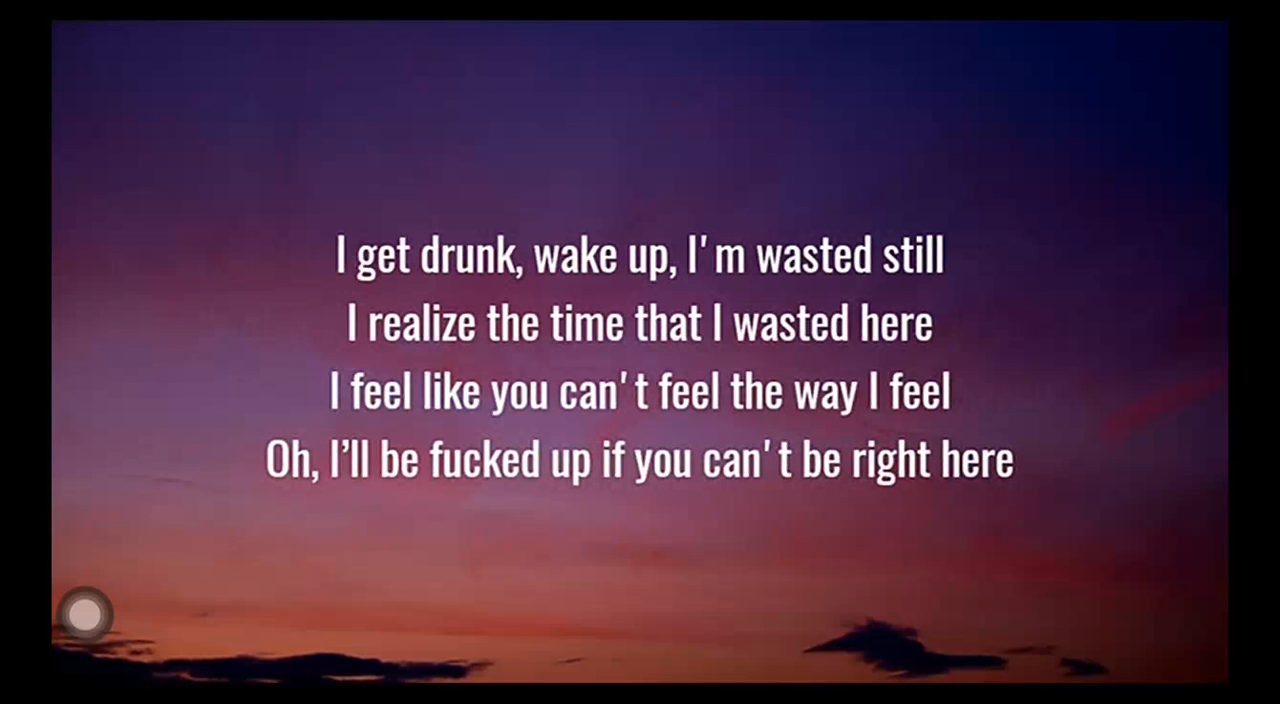 I get drunk, wake up, I'm wasted still
I realize the time that I wasted here
I feel like you can't feel the way I feel
Oh, I’ll be fucked up if you can't be right here